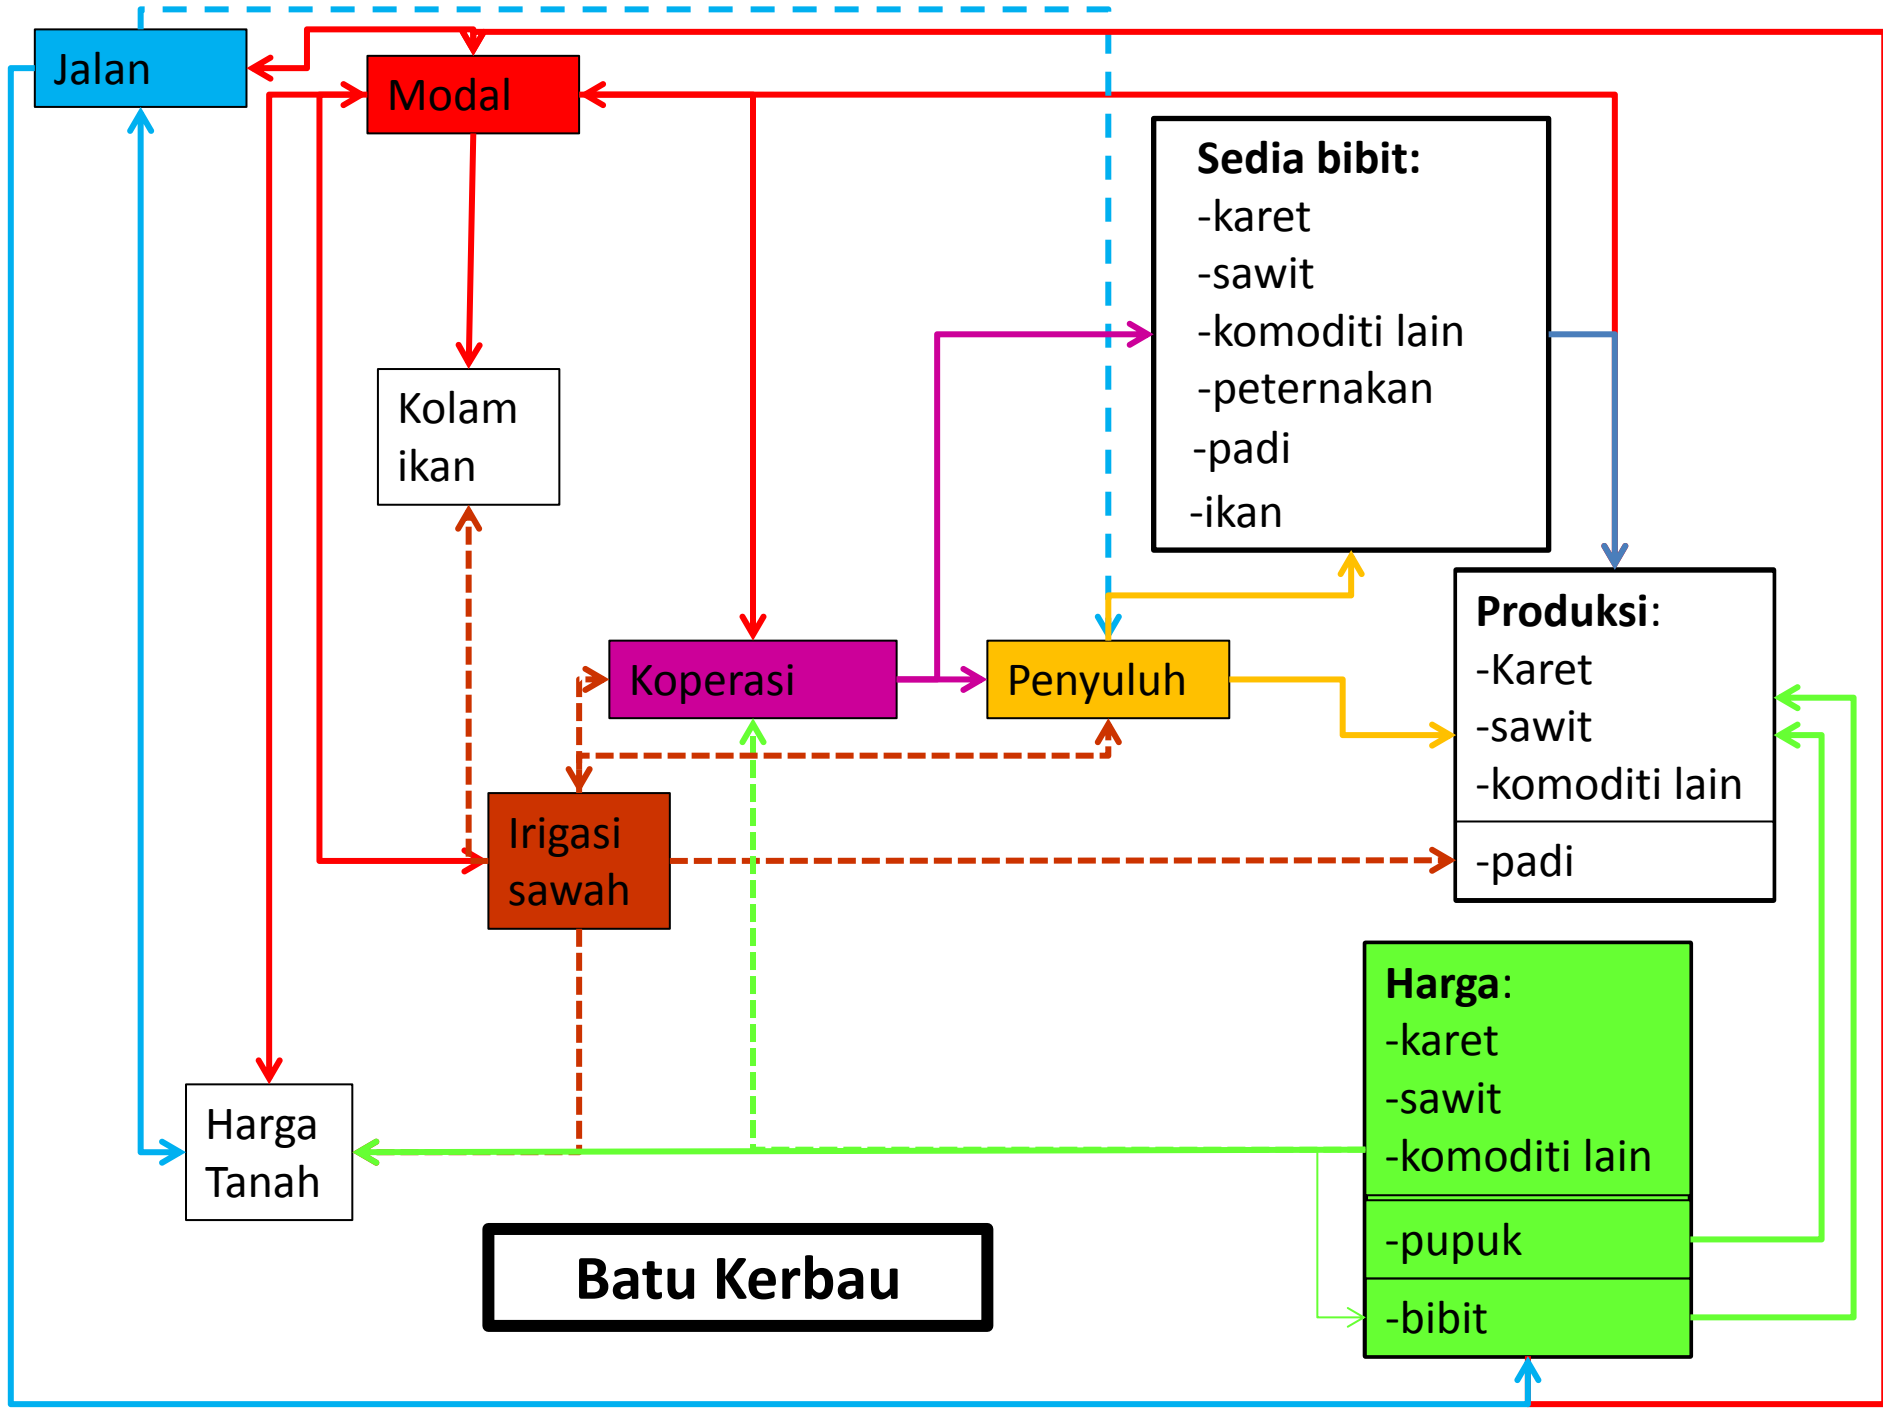 Jalan
Modal
Sedia bibit:
-karet
-sawit
-komoditi lain
-peternakan
-padi
-ikan
Kolam
ikan
Koperasi
Penyuluh
Produksi:
-Karet
-sawit
-komoditi lain
-padi
Irigasi
sawah
Harga:
-karet
-sawit
-komoditi lain
-pupuk
-bibit
Harga
Tanah
Batu Kerbau